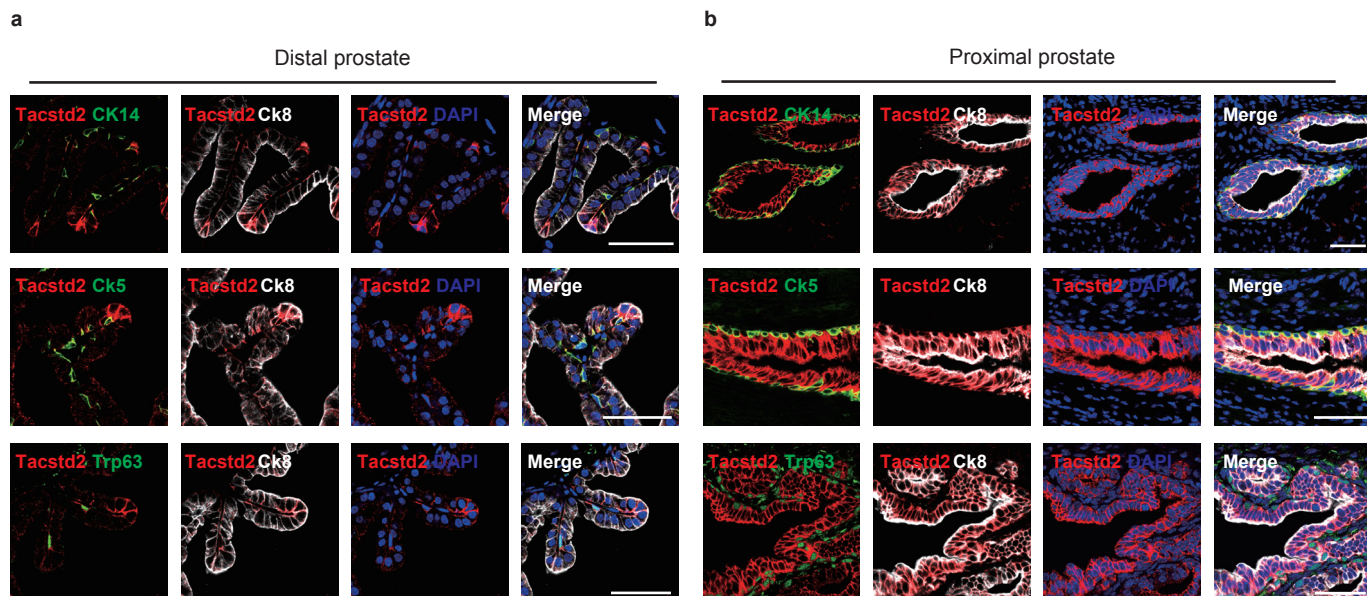 a
Distal prostate
Tacstd2 CK14
Tacstd2 Ck8
Tacstd2 DAPI
Merge
Tacstd2 Ck5
Tacstd2 Ck8
Tacstd2 DAPI
Merge
Tacstd2 Trp63
Tacstd2 Ck8
Tacstd2 DAPI
Merge
b
Proximal prostate
Tacstd2 CK14
Tacstd2 Ck8
Tacstd2 DAPI
Merge
Tacstd2 Ck5
Tacstd2 Ck8
Tacstd2 DAPI
Merge
Tacstd2 Trp63
Tacstd2 Ck8
Tacstd2 DAPI
Merge